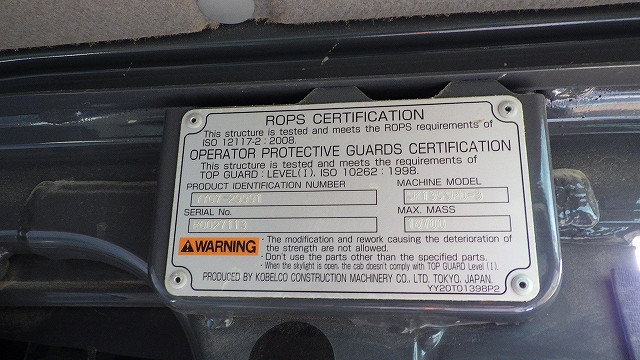 ROPS CERTIFICATION
This structure is tested and meets the ROPS requirements of
ISO 12117-2 : 2008.
OPERATOR PROTECTIVE GUARDS CERTIFICATION
This structure is tested and meets the requirements of
TOP GUARD : LEVEL(I). ISO 10262 : 1998.
PRODUCT IDENTIFICATION NUMBER
MACHINE MODEL
SERIAL No.
MAX. MASS
WARNING
· The modification and rework causing the deterioration of
the strength are not allowed.
· Don't use the parts other than the specified parts.
· When the skylight is open, the cab doesn't comply with TOP GUARD Level (I).
PRODUCED BY KOBELCO CONSTRUCTION MACHINERY CO., LTD. TOKYO, JAPAN.
YY20T01398P2